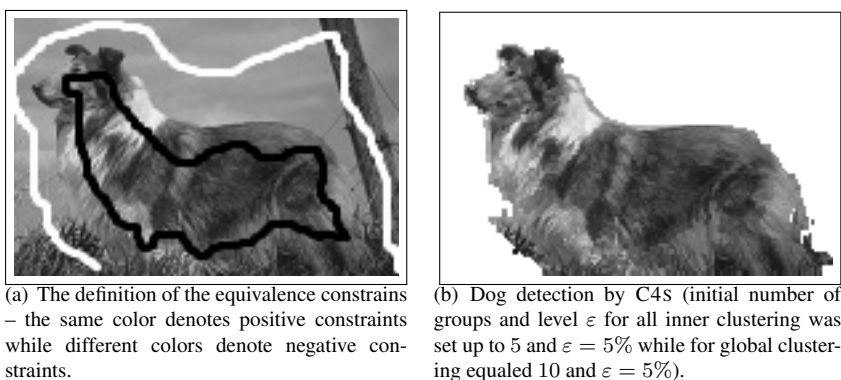 (a) The definition of the equivalence constrains
– the same color denotes positive constraints
while different colors denote negative con-
straints.
(b) Dog detection by C4S (initial number of
groups and level ε for all inner clustering was
set up to 5 and ε = 5% while for global cluster-
ing equaled 10 and ε = 5%).